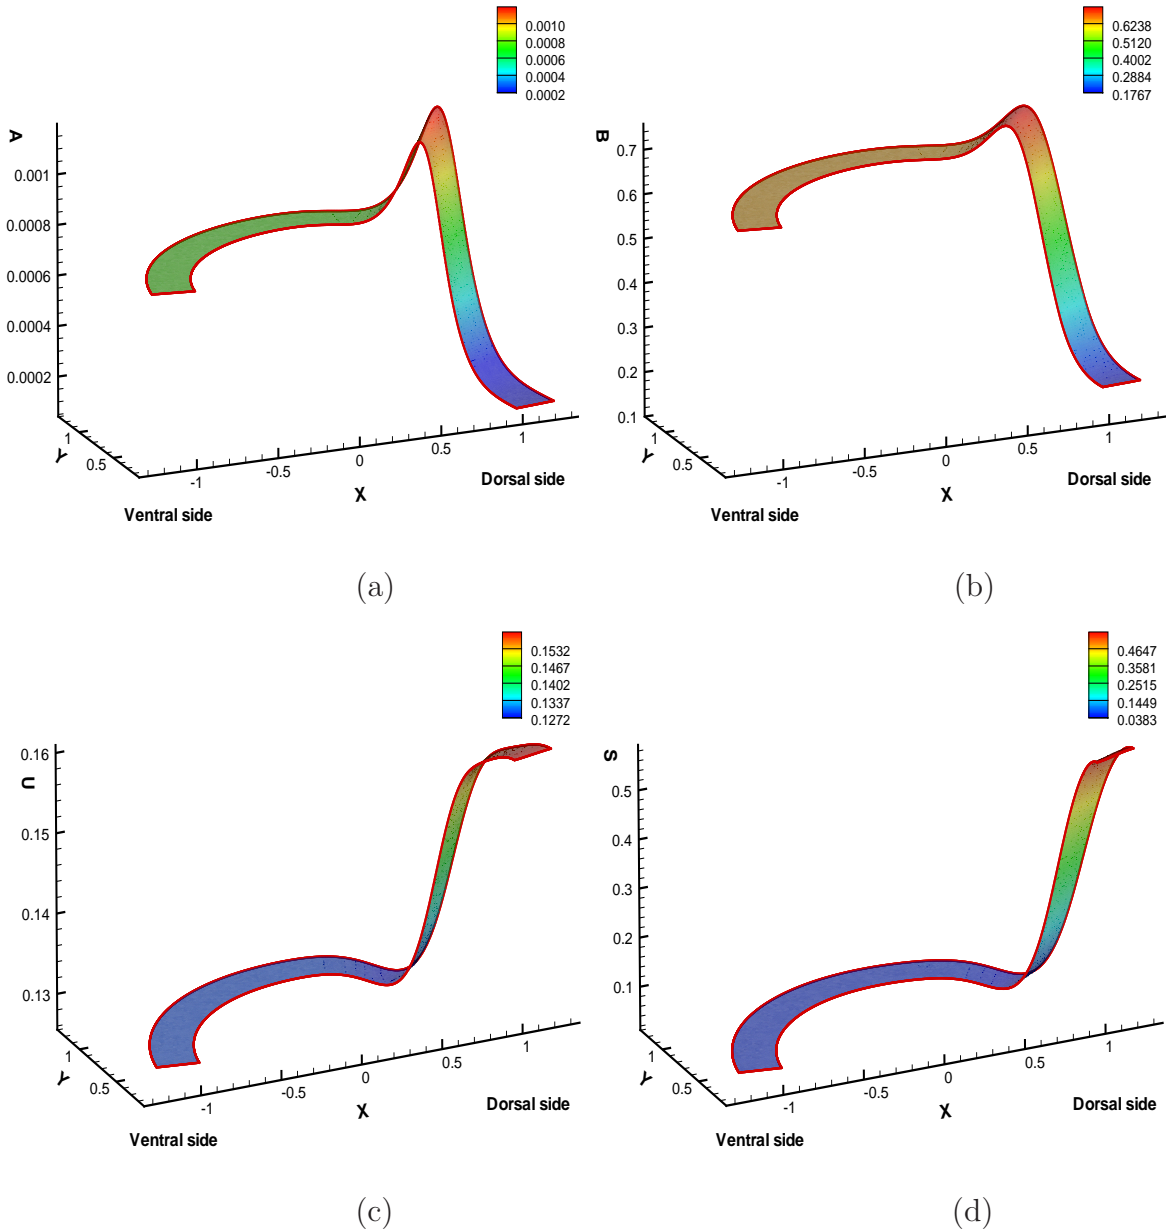 0.0010
0.0008
0.0006
0.0004
0.0002
A
0.001
0.0008
0.0006
0.0004
0.0002
1
0.5
Y
-1
-0.5
0
0.5
1
X
Ventral side
Dorsal side
(a)
0.6238
0.5120
0.4002
0.2884
0.1767
B
0.7
0.6
0.5
0.4
0.3
0.2
0.1
1
0.5
Y
-1
-0.5
0
0.5
1
X
Ventral side
Dorsal side
(b)
0.1532
0.1467
0.1402
0.1337
0.1272
U
0.16
0.15
0.14
0.13
1
0.5
Y
-1
-0.5
0
0.5
1
X
Ventral side
Dorsal side
(c)
0.4647
0.3581
0.2515
0.1449
0.0383
S
0.5
0.4
0.3
0.2
0.1
1
0.5
Y
-1
-0.5
0
0.5
1
X
Ventral side
Dorsal side
(d)